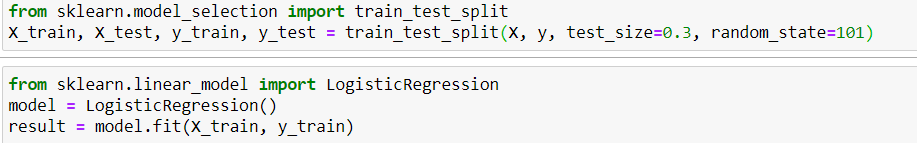 from sklearn.model_selection import train_test_split
X_train, X_test, y_train, y_test = train_test_split(X, y, test_size=0.3, random_state=101)
from sklearn.linear_model import LogisticRegression
model = LogisticRegression()
result = model.fit(X_train, y_train)